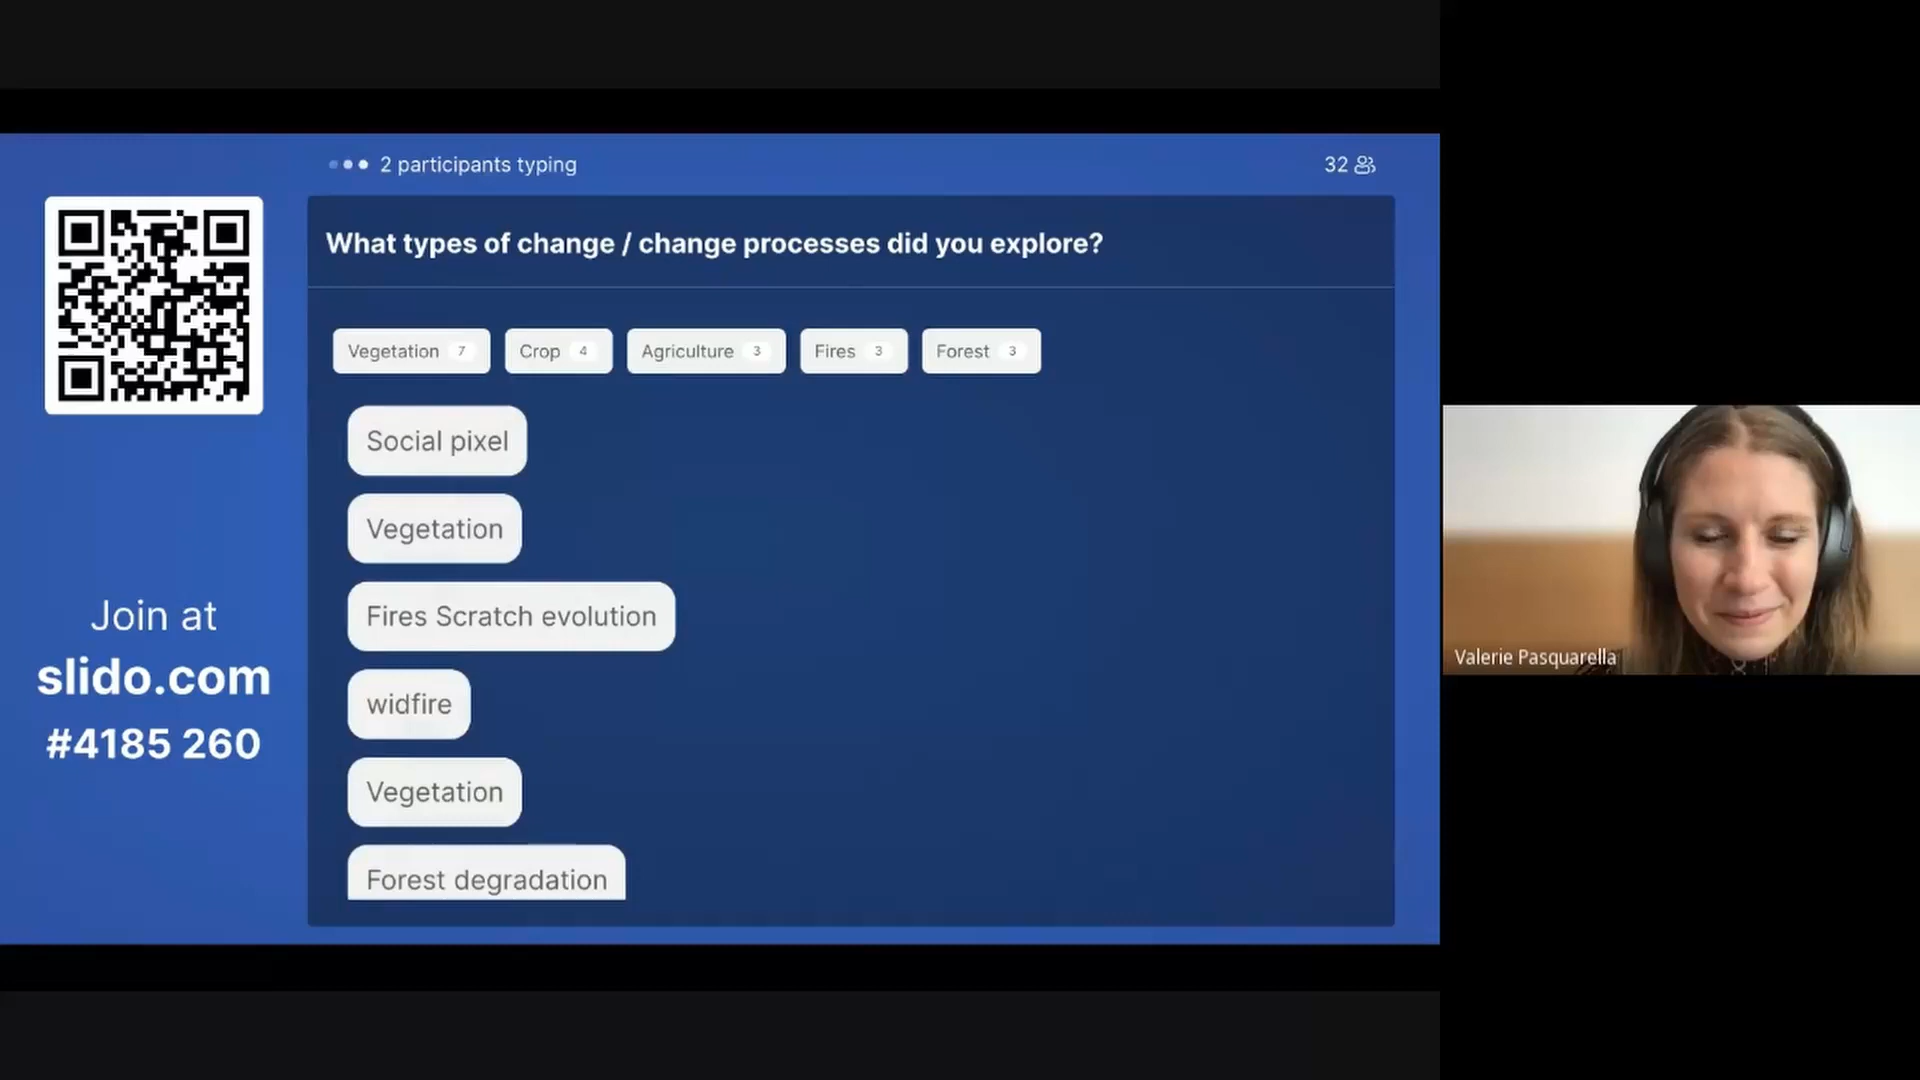 2 participants typing
32
What types of change / change processes did you explore?
Vegetation 7
Crop 4
Agriculture 3
Fires 3
Forest 3
Social pixel
Vegetation
Fires Scratch evolution
widfire
Vegetation
Forest degradation
Join at
slido.com
#4185 260
Valerie Pasquarella